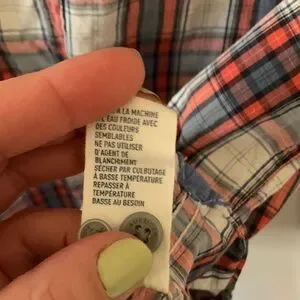 A LA MACHINE
EAU FROIDE AVEC
DES COULEURS
SEMBLABLES
NE PAS UTILISER
D'AGENT DE
BLANCHIMENT
SÉCHER PAR CULBUTAGE
A BASSE TEMPÉRATURE
REPASSER À
TEMPÉRATURE
BASSE AU BESOIN